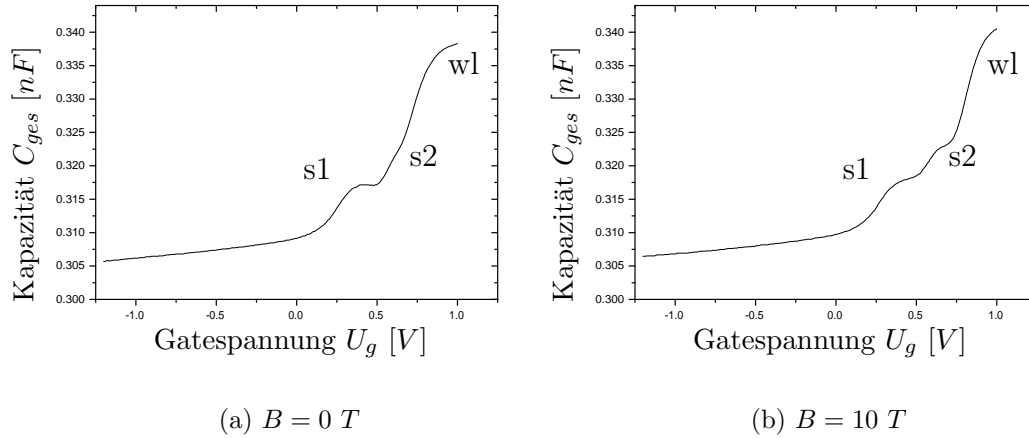 0.340
0.335
0.330
0.325
0.320
0.315
0.310
0.305
0.300
-1.0 -0.5 0.0 0.5 1.0
Kapazität C_ges [nF]
Gatespannung U_g [V]
s1
s2
wl
(a) B = 0 T
0.340
0.335
0.330
0.325
0.320
0.315
0.310
0.305
0.300
-1.0 -0.5 0.0 0.5 1.0
Kapazität C_ges [nF]
Gatespannung U_g [V]
s1
s2
wl
(b) B = 10 T